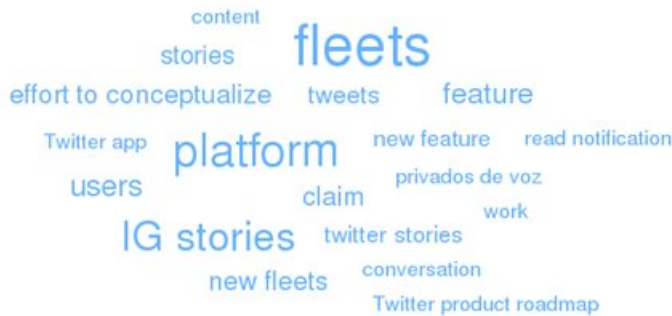 content
stories fleets
effort to conceptualize tweets feature
Twitter app platform new feature read notification
users claim privados de voz
work
IG stories twitter stories
new fleets conversation
Twitter product roadmap